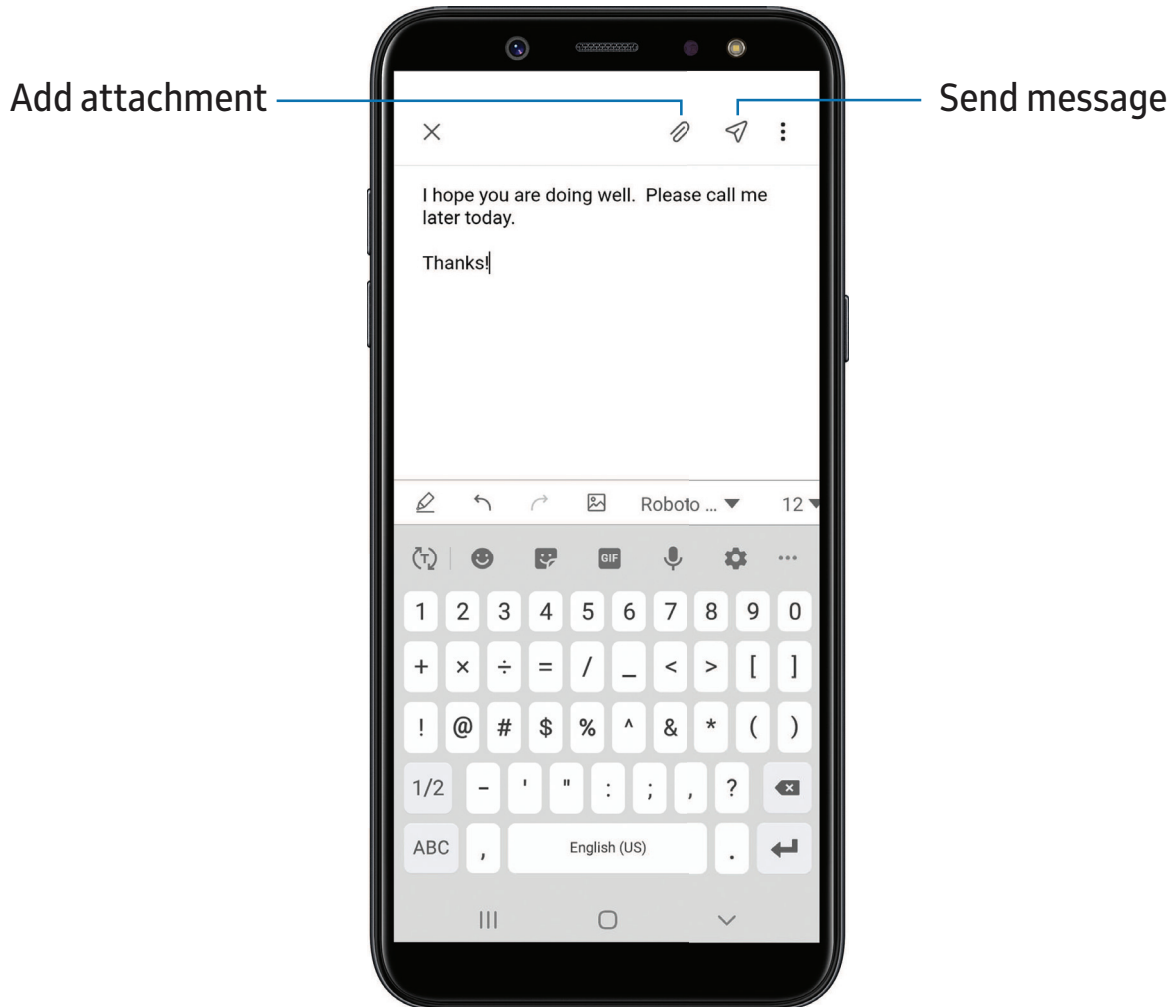 Add attachment
Send message
I hope you are doing well.  Please call me
later today.
Thanks!
Roboto ... 12
T GIF
1 2 3 4 5 6 7 8 9 0
+ × ÷ = / _ < > [ ]
! @ # $ % ^ & * ( )
1/2 - ' " : ; , ?
ABC , English (US) .